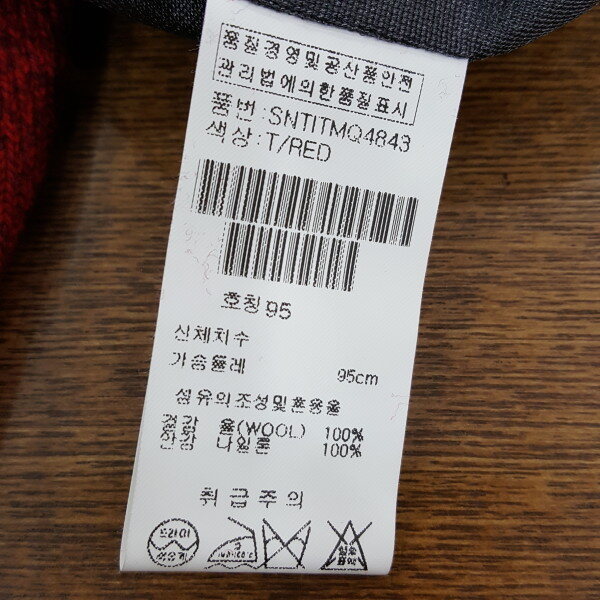 품질경영및공산품안전
관리법에의한품질표시
품번: SNTITMQ4843
색상: T/RED
호칭 95
신체치수
가슴둘레 95cm
섬유의조성및혼용율
겉감 울(WOOL) 100%
안감 나일론 100%
취급주의
드라이